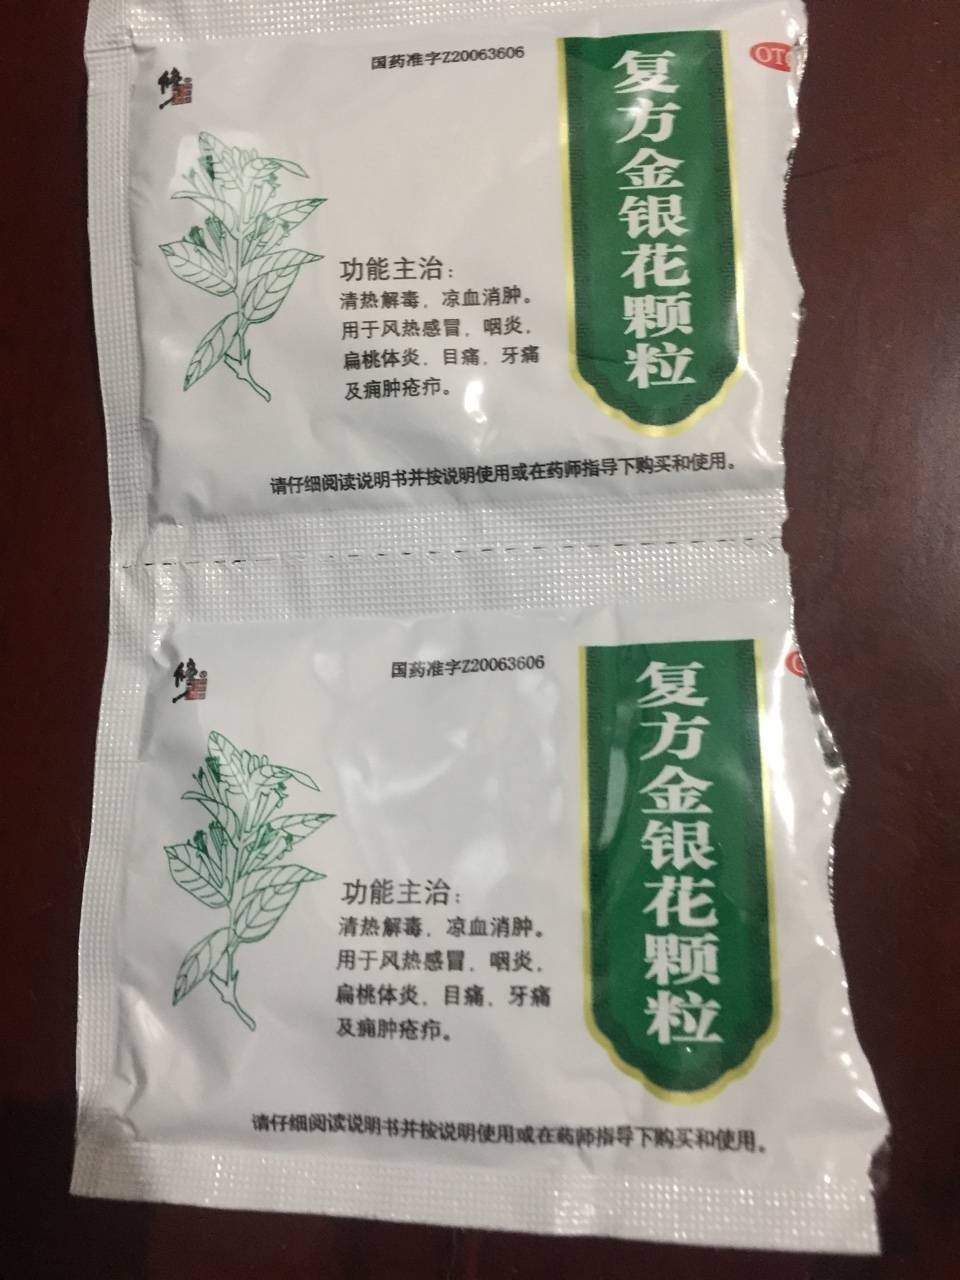 国药准字Z20063606
OTC
修
正
复方金银花颗粒
功能主治：
清热解毒，凉血消肿。
用于风热感冒，咽炎，
扁桃体炎，目痛，牙痛
及痈肿疮疖。
请仔细阅读说明书并按说明使用或在药师指导下购买和使用。
国药准字Z20063606
修
正
复方金银花颗粒
功能主治：
清热解毒，凉血消肿。
用于风热感冒，咽炎，
扁桃体炎，目痛，牙痛
及痈肿疮疖。
请仔细阅读说明书并按说明使用或在药师指导下购买和使用。